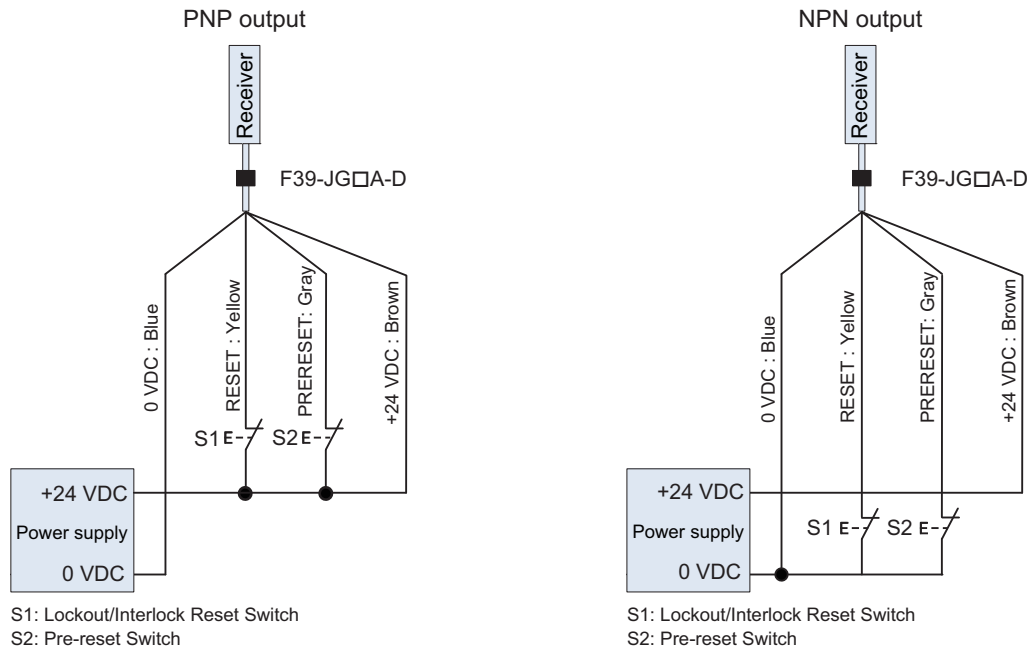 PNP output
Receiver
F39-JG□A-D
0 VDC : Blue
RESET : Yellow
PRERESET: Gray
+24 VDC : Brown
S1
S2
+24 VDC
Power supply
0 VDC
S1: Lockout/Interlock Reset Switch
S2: Pre-reset Switch
NPN output
Receiver
F39-JG□A-D
0 VDC : Blue
RESET : Yellow
PRERESET: Gray
+24 VDC : Brown
+24 VDC
Power supply
0 VDC
S1
S2
S1: Lockout/Interlock Reset Switch
S2: Pre-reset Switch